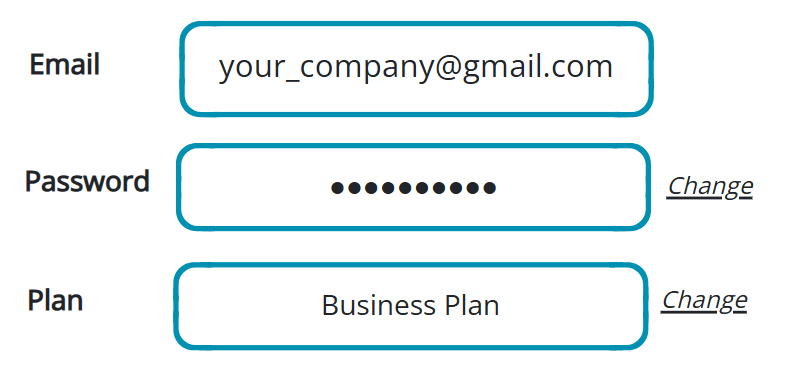 Email your_company@gmail.com
Password •••••••••• Change
Plan Business Plan Change